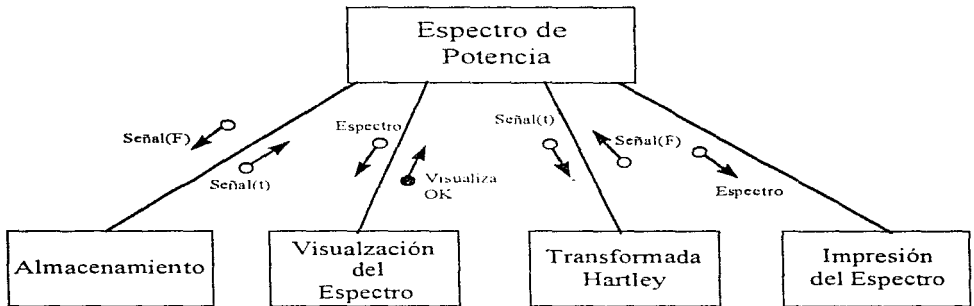 Espectro de
Potencia
Señal(F)
Señal(t)
Espectro
Visualiza
OK
Señal(t)
Señal(F)
Espectro
Almacenamiento
Visualzación
del
Espectro
Transformada
Hartley
Impresión
del Espectro